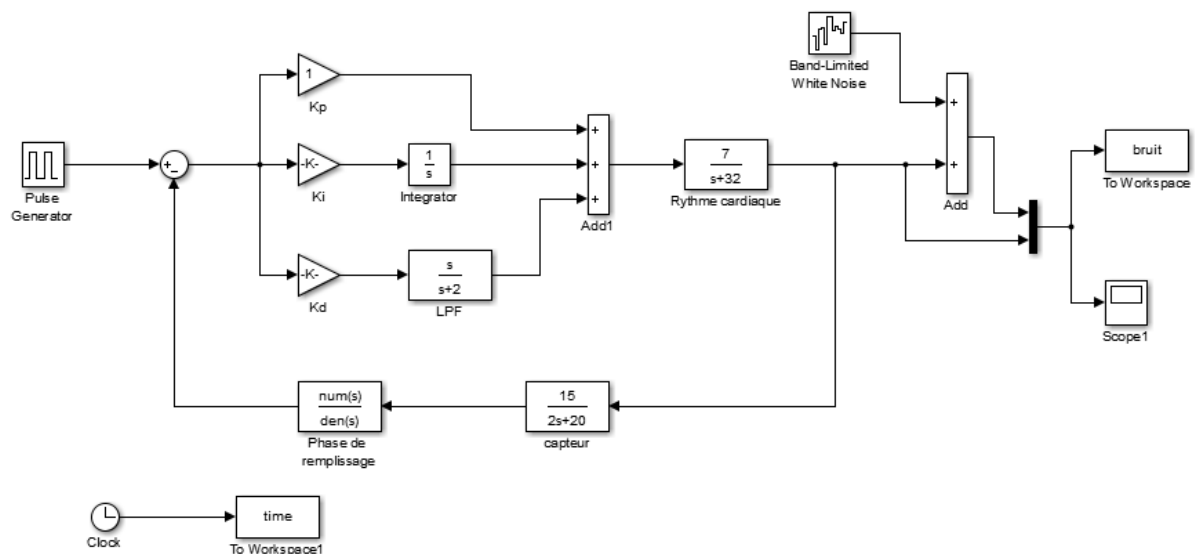 Pulse
Generator
+
-
1
Kp
-K-
Ki
-K-
Kd
1
s
Integrator
s
s+2
LPF
+
+
+
Add1
7
s+32
Rythme cardiaque
Band-Limited
White Noise
+
+
Add
bruit
To Workspace
Scope1
num(s)
den(s)
Phase de
remplissage
15
2s+20
capteur
Clock
time
To Workspace1